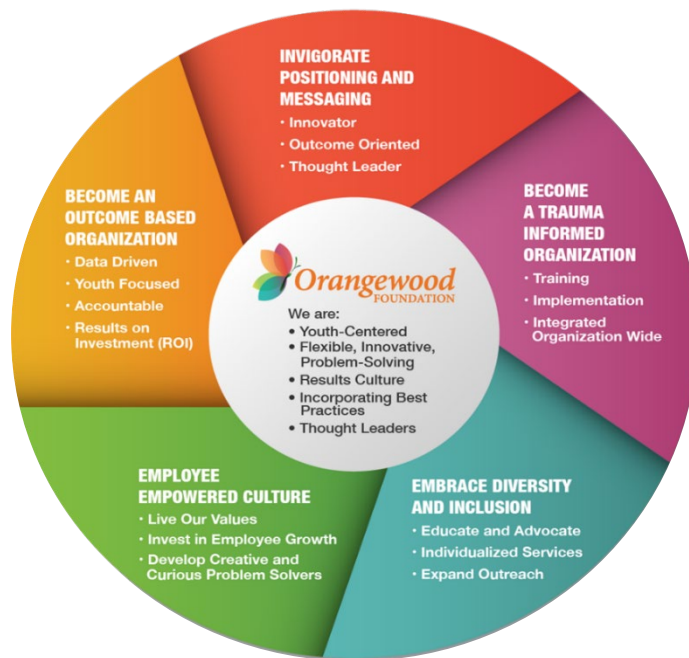 INVIGORATE
POSITIONING AND
MESSAGING
• Innovator
• Outcome Oriented
• Thought Leader
BECOME
A TRAUMA
INFORMED
ORGANIZATION
• Training
• Implementation
• Integrated
Organization Wide
EMBRACE DIVERSITY
AND INCLUSION
• Educate and Advocate
• Individualized Services
• Expand Outreach
EMPLOYEE
EMPOWERED CULTURE
• Live Our Values
• Invest in Employee Growth
• Develop Creative and
Curious Problem Solvers
BECOME AN
OUTCOME BASED
ORGANIZATION
• Data Driven
• Youth Focused
• Accountable
• Results on
Investment (ROI)
Orangewood
FOUNDATION
We are:
• Youth-Centered
• Flexible, Innovative,
Problem-Solving
• Results Culture
• Incorporating Best
Practices
• Thought Leaders